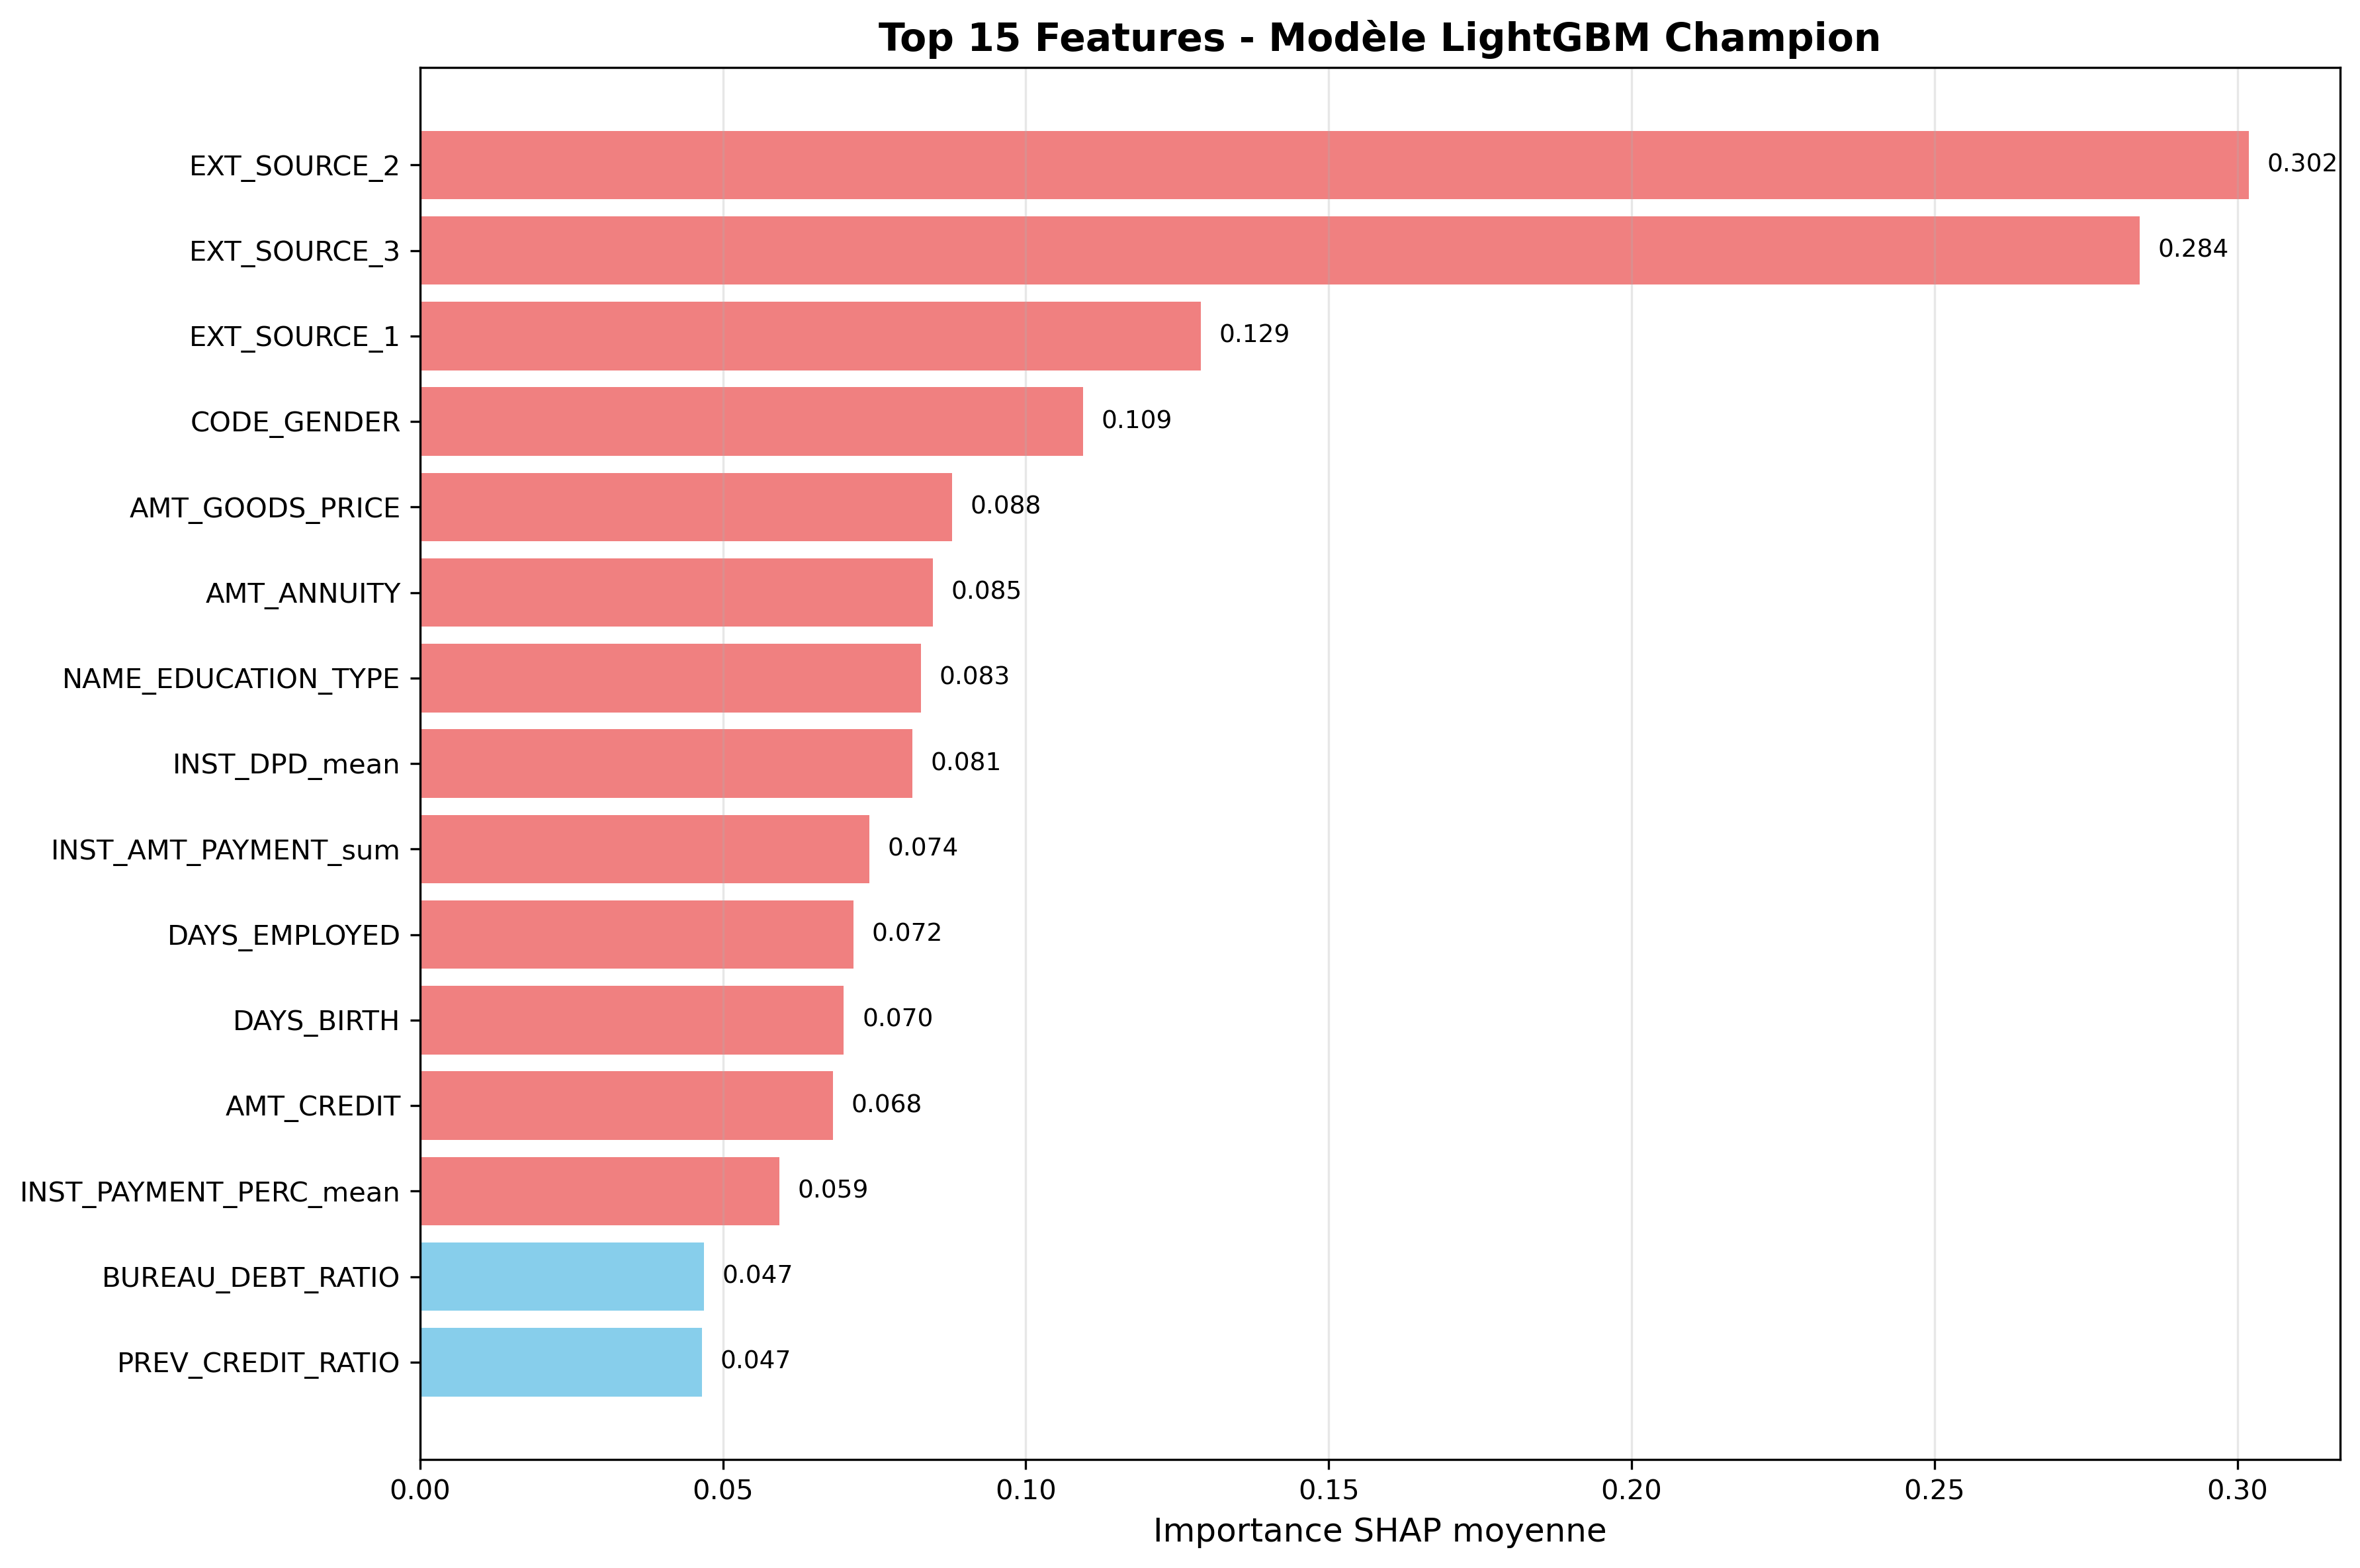 Top 15 Features - Modèle LightGBM Champion
EXT_SOURCE_2 0.302
EXT_SOURCE_3 0.284
EXT_SOURCE_1 0.129
CODE_GENDER 0.109
AMT_GOODS_PRICE 0.088
AMT_ANNUITY 0.085
NAME_EDUCATION_TYPE 0.083
INST_DPD_mean 0.081
INST_AMT_PAYMENT_sum 0.074
DAYS_EMPLOYED 0.072
DAYS_BIRTH 0.070
AMT_CREDIT 0.068
INST_PAYMENT_PERC_mean 0.059
BUREAU_DEBT_RATIO 0.047
PREV_CREDIT_RATIO 0.047
0.00 0.05 0.10 0.15 0.20 0.25 0.30
Importance SHAP moyenne